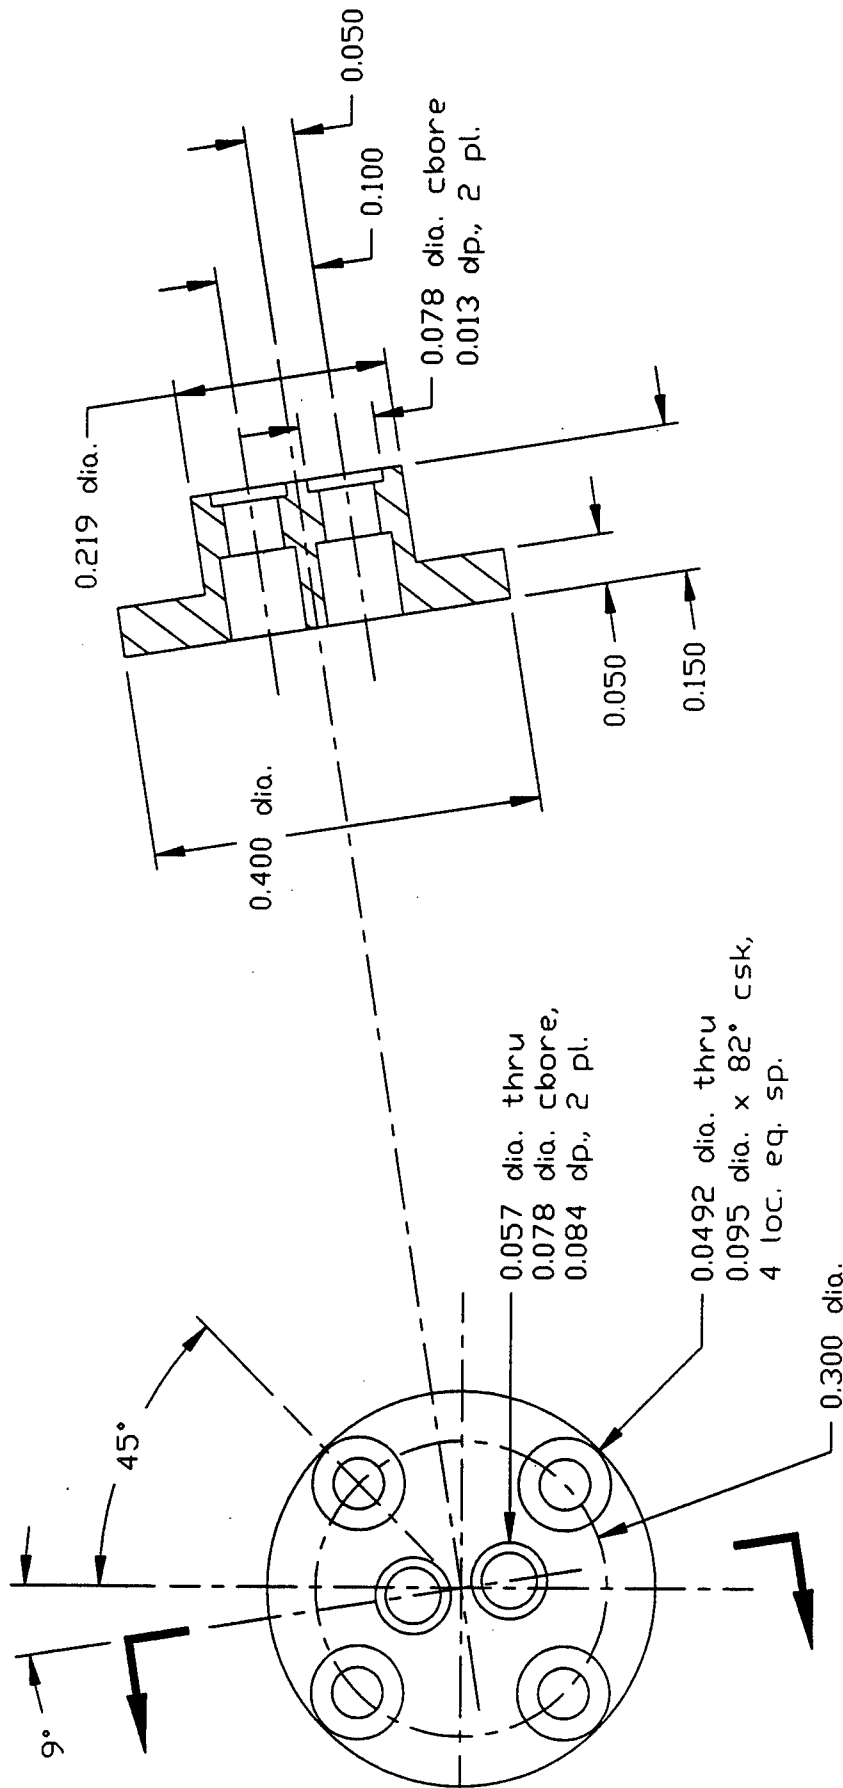 0.050
0.100
0.078 dia. cbore
0.013 dp., 2 pl.
0.219 dia.
0.050
0.150
0.400 dia.
0.057 dia. thru
0.078 dia. cbore,
0.084 dp., 2 pl.
0.0492 dia. thru
0.095 dia. x 82° csk,
4 loc. eq. sp.
0.300 dia.
45°
9°